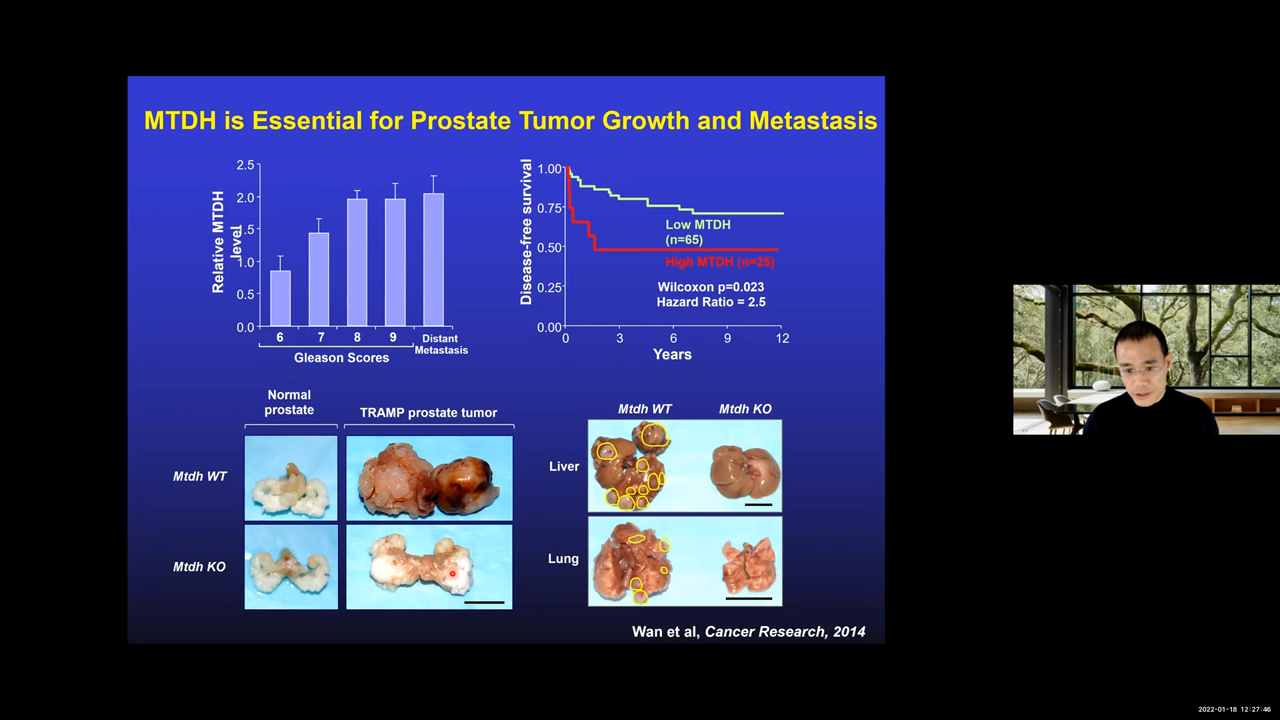 MTDH is Essential for Prostate Tumor Growth and Metastasis
Relative MTDH
level
2.5
2.0
1.5
1.0
0.5
0.0
6
7
8
9
Distant
Metastasis
Gleason Scores
Disease-free survival
1.00
0.75
0.50
0.25
0.00
Low MTDH
(n=65)
High MTDH (n=25)
Wilcoxon p=0.023
Hazard Ratio = 2.5
0
3
6
9
12
Years
Normal
prostate
TRAMP prostate tumor
Mtdh WT
Mtdh KO
Mtdh WT
Mtdh KO
Liver
Lung
Wan et al, Cancer Research, 2014
2022-01-18 12:27:46